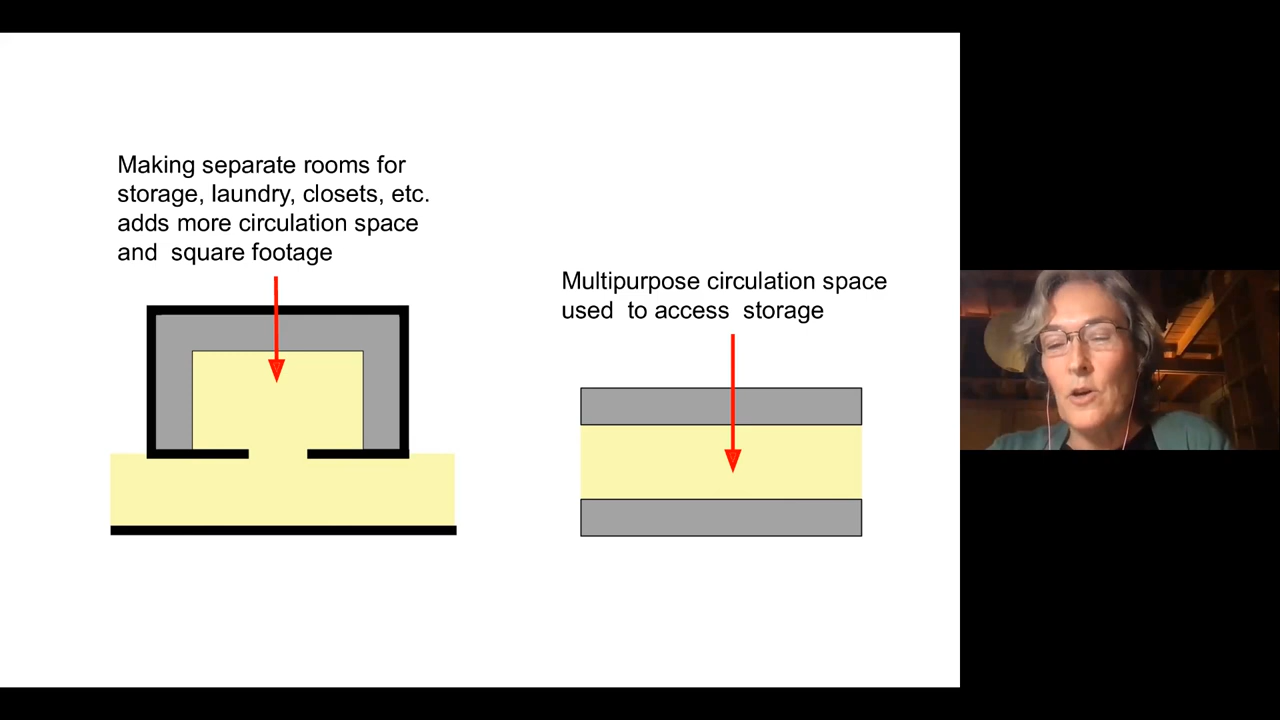 Making separate rooms for
storage, laundry, closets, etc.
adds more circulation space
and  square footage
Multipurpose circulation space
used  to access  storage